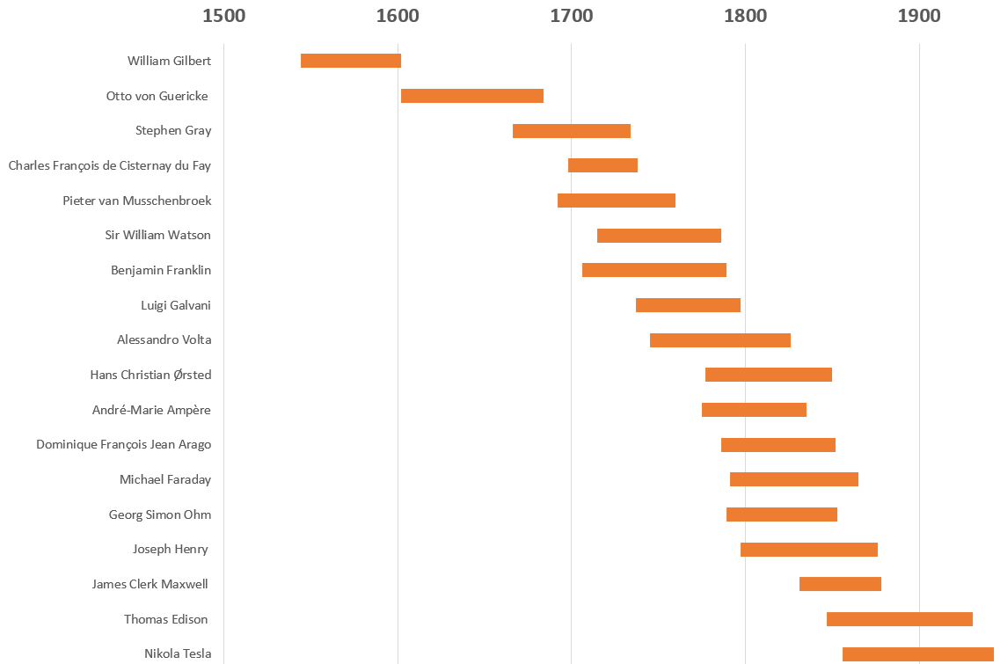 1500 1600 1700 1800 1900
William Gilbert
Otto von Guericke
Stephen Gray
Charles François de Cisternay du Fay
Pieter van Musschenbroek
Sir William Watson
Benjamin Franklin
Luigi Galvani
Alessandro Volta
Hans Christian Ørsted
André-Marie Ampère
Dominique François Jean Arago
Michael Faraday
Georg Simon Ohm
Joseph Henry
James Clerk Maxwell
Thomas Edison
Nikola Tesla